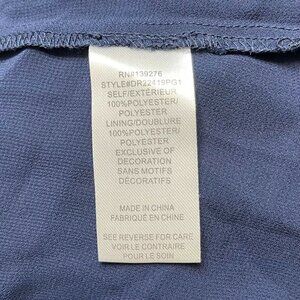 RN#139276
STYLE#DR22419PG1
SELF/EXTÉRIEUR
100%POLYESTER/
POLYESTER
LINING/DOUBLURE
100%POLYESTER/
POLYESTER
EXCLUSIVE OF
DECORATION
SANS MOTIFS
DÉCORATIFS
MADE IN CHINA
FABRIQUÉ EN CHINE
SEE REVERSE FOR CARE
VOIR LE CONTRAIRE
POUR LE SOIN